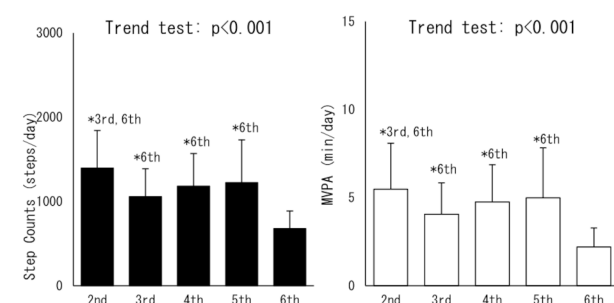 Trend test: p<0.001
3000
2000
1000
0
Step Counts (steps/day)
*3rd, 6th
*6th
*6th
*6th
2nd 3rd 4th 5th 6th
Trend test: p<0.001
15
10
5
0
MVPA (min/day)
*3rd, 6th
*6th
*6th
*6th
2nd 3rd 4th 5th 6th